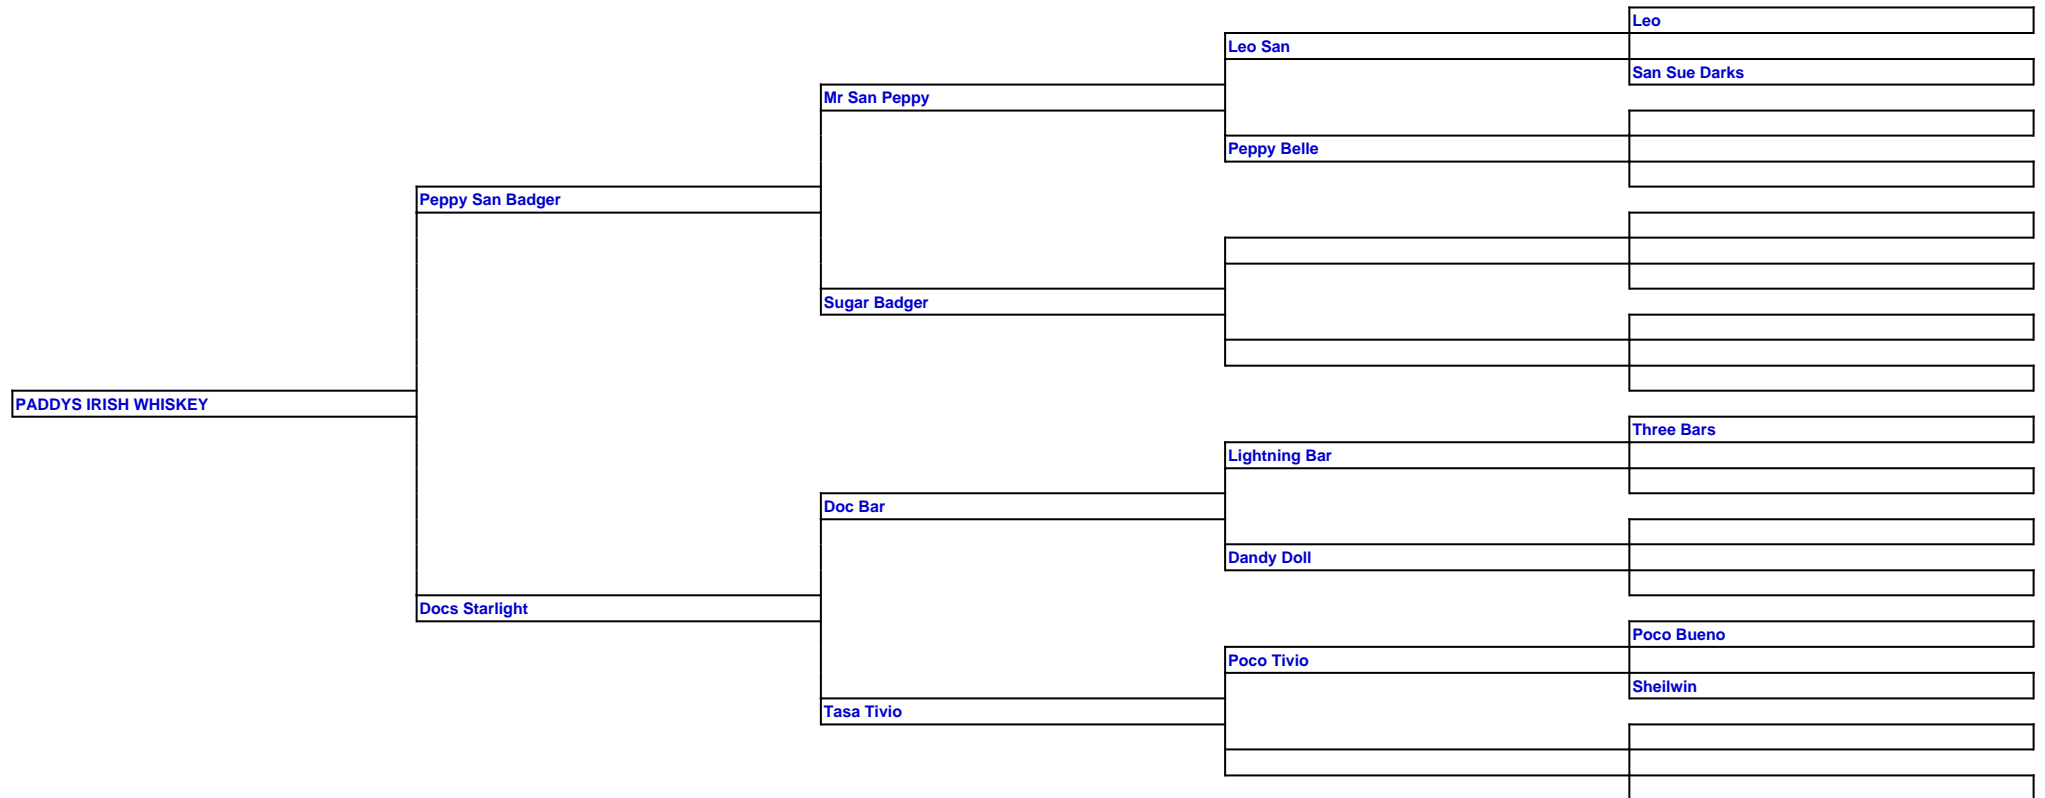 Leo
Leo San
San Sue Darks
Mr San Peppy
Peppy Belle
Peppy San Badger
Sugar Badger
PADDYS IRISH WHISKEY
Three Bars
Lightning Bar
Doc Bar
Dandy Doll
Docs Starlight
Poco Bueno
Poco Tivio
Sheilwin
Tasa Tivio